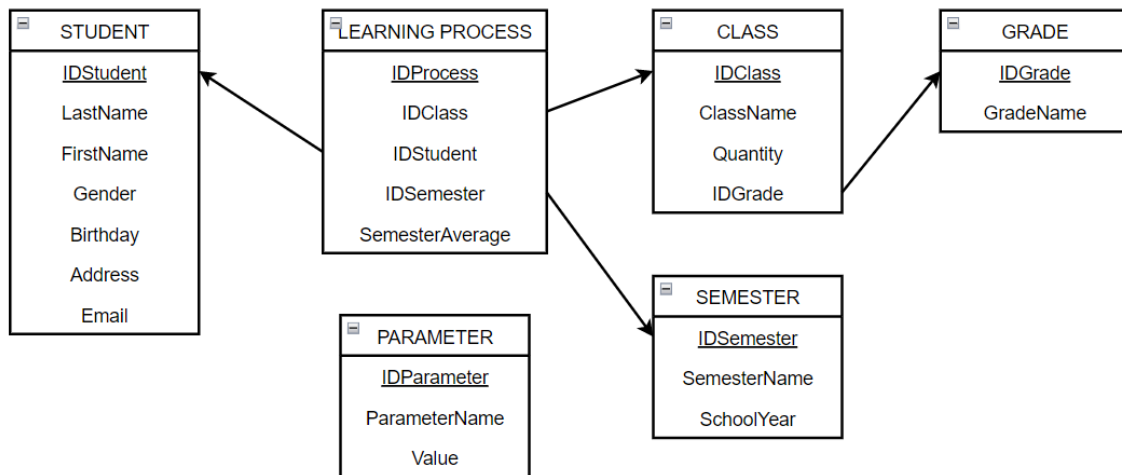 STUDENT
IDStudent
LastName
FirstName
Gender
Birthday
Address
Email
LEARNING PROCESS
IDProcess
IDClass
IDStudent
IDSemester
SemesterAverage
CLASS
IDClass
ClassName
Quantity
IDGrade
GRADE
IDGrade
GradeName
PARAMETER
IDParameter
ParameterName
Value
SEMESTER
IDSemester
SemesterName
SchoolYear